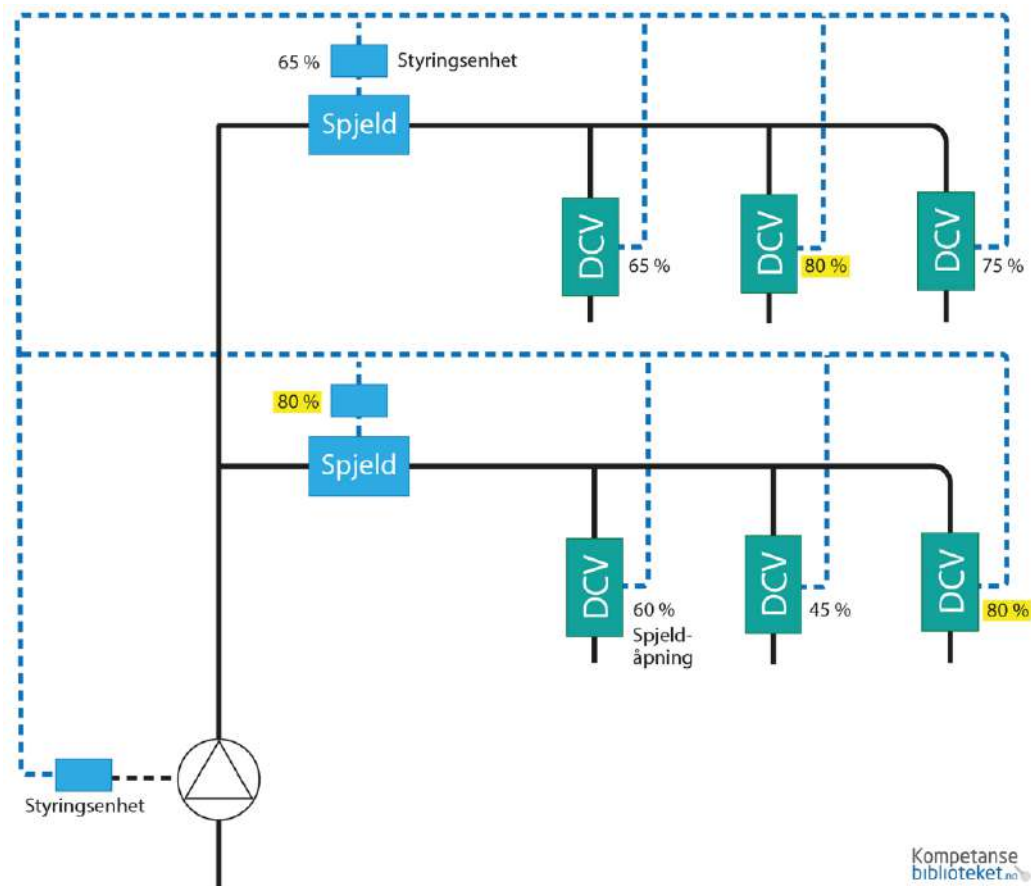 65 %
Styringsenhet
Spjeld
DCV
65 %
DCV
80 %
DCV
75 %
80 %
Spjeld
DCV
60 %
Spjeld-
åpning
DCV
45 %
DCV
80 %
Styringsenhet
Kompetanse
biblioteket.no